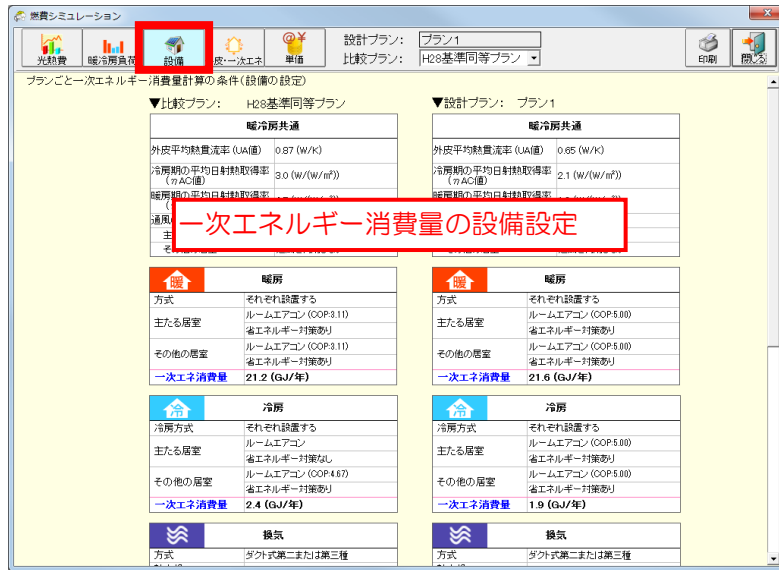 燃費シミュレーション
光熱費 暖冷房負荷 設備 皮・一次エネ 単価 設計プラン: プラン1 印刷 閉じる
比較プラン: H28基準同等プラン
プランごと一次エネルギー消費量計算の条件(設備の設定)
▼比較プラン: H28基準同等プラン ▼設計プラン: プラン1
暖冷房共通 暖冷房共通
外皮平均熱貫流率(UA値) 0.87 (W/K) 外皮平均熱貫流率(UA値) 0.65 (W/K)
冷房期の平均日射熱取得率(ηAC値) 3.0 (W/(W/㎡)) 冷房期の平均日射熱取得率(ηAC値) 2.1 (W/(W/㎡))
暖房期の平均日射熱取得率 暖房期の平均日射熱取得率
一次エネルギー消費量の設備設定
暖 暖房 暖 暖房
方式 それぞれ設置する 方式 それぞれ設置する
主たる居室 ルームエアコン(COP:3.11) 主たる居室 ルームエアコン(COP:5.00)
省エネルギー対策あり 省エネルギー対策あり
その他の居室 ルームエアコン(COP:3.11) その他の居室 ルームエアコン(COP:5.00)
省エネルギー対策あり 省エネルギー対策あり
一次エネ消費量 21.2 (GJ/年) 一次エネ消費量 21.6 (GJ/年)
冷 冷房 冷 冷房
冷房方式 それぞれ設置する 冷房方式 それぞれ設置する
主たる居室 ルームエアコン 主たる居室 ルームエアコン(COP:5.00)
省エネルギー対策なし 省エネルギー対策あり
その他の居室 ルームエアコン(COP:4.67) その他の居室 ルームエアコン(COP:5.00)
省エネルギー対策あり 省エネルギー対策あり
一次エネ消費量 2.4 (GJ/年) 一次エネ消費量 1.9 (GJ/年)
換気 換気
方式 ダクト式第二または第三種 方式 ダクト式第二または第三種